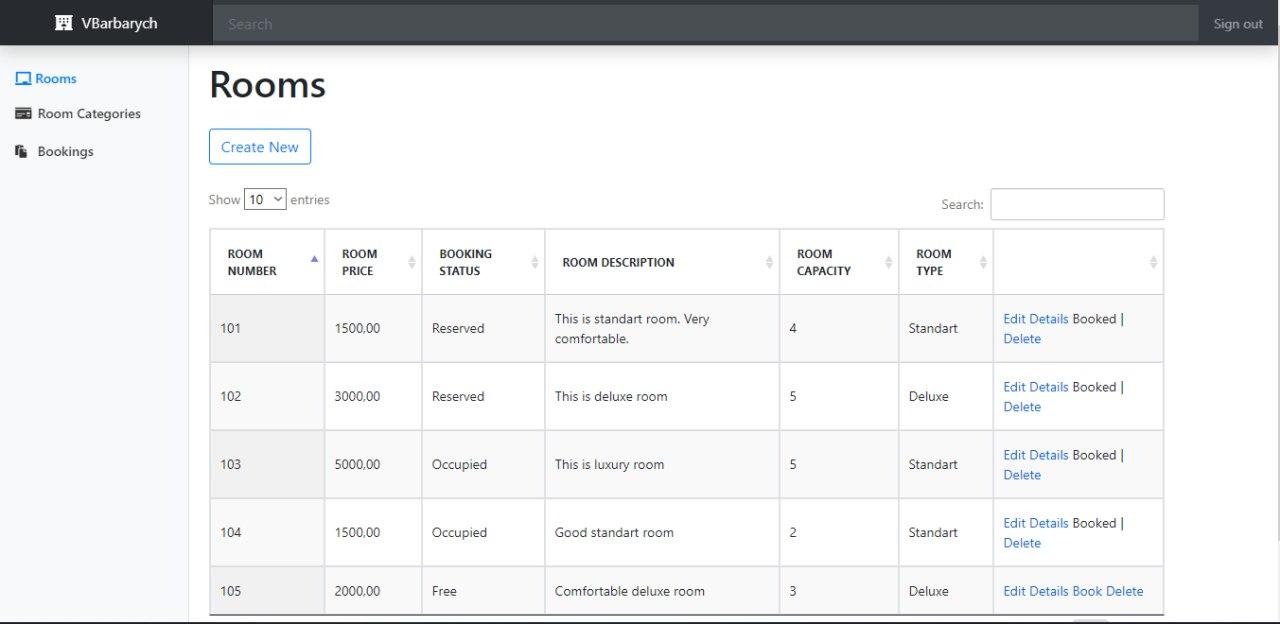 VBarbarych
Search
Sign out
Rooms
Room Categories
Bookings
Rooms
Create New
Show 10 entries
Search:
ROOM NUMBER
ROOM PRICE
BOOKING STATUS
ROOM DESCRIPTION
ROOM CAPACITY
ROOM TYPE
101
1500,00
Reserved
This is standart room. Very
comfortable.
4
Standart
Edit Details Booked |
Delete
102
3000,00
Reserved
This is deluxe room
5
Deluxe
Edit Details Booked |
Delete
103
5000,00
Occupied
This is luxury room
5
Standart
Edit Details Booked |
Delete
104
1500,00
Occupied
Good standart room
2
Standart
Edit Details Booked |
Delete
105
2000,00
Free
Comfortable deluxe room
3
Deluxe
Edit Details Book Delete